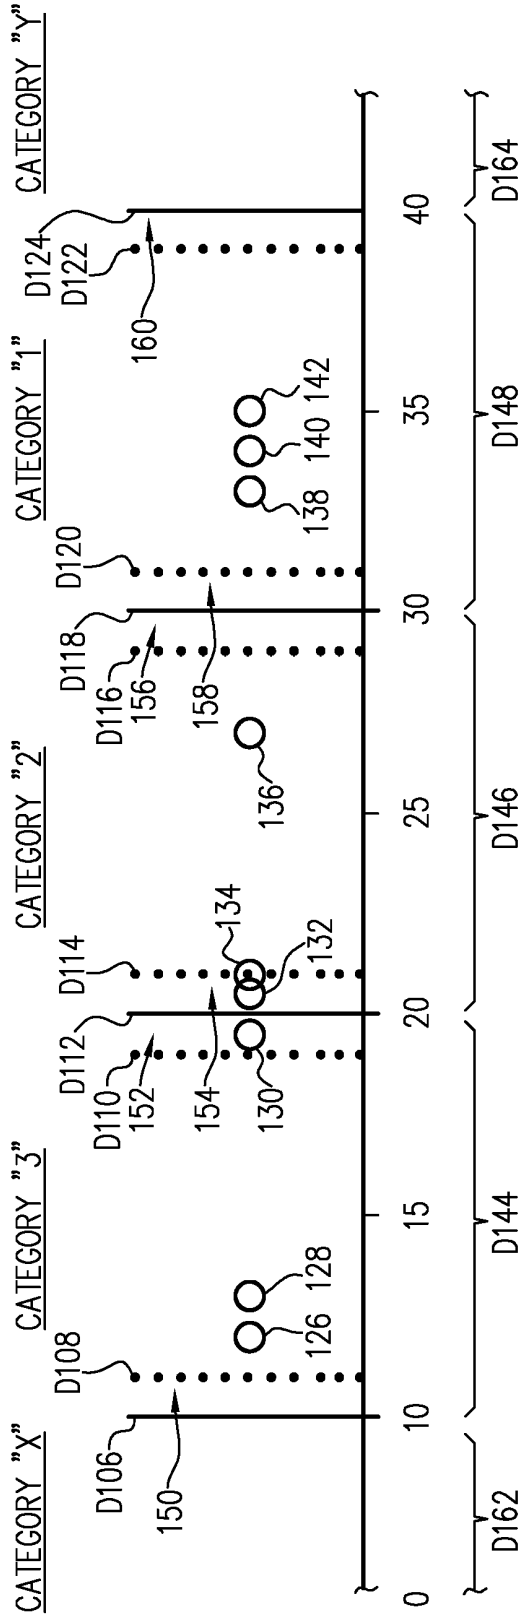 CATEGORY "X"
CATEGORY "3"
CATEGORY "2"
CATEGORY "1"
CATEGORY "Y"
D106
D108
D110
D112
D114
D116
D118
D120
D122
D124
150
152
154
156
158
160
126
128
130
132
134
136
138
140
142
0
10
15
20
25
30
35
40
D162
D144
D146
D148
D164